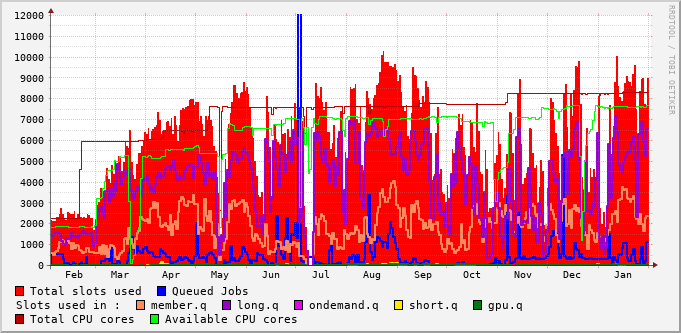 12000
11000
10000
9000
8000
7000
6000
5000
4000
3000
2000
1000
0
Feb Mar Apr May Jun Jul Aug Sep Oct Nov Dec Jan
Total slots used Queued Jobs
Slots used in : member.q long.q ondemand.q short.q gpu.q
Total CPU cores Available CPU cores
RRDTOOL / TOBI OETIKER